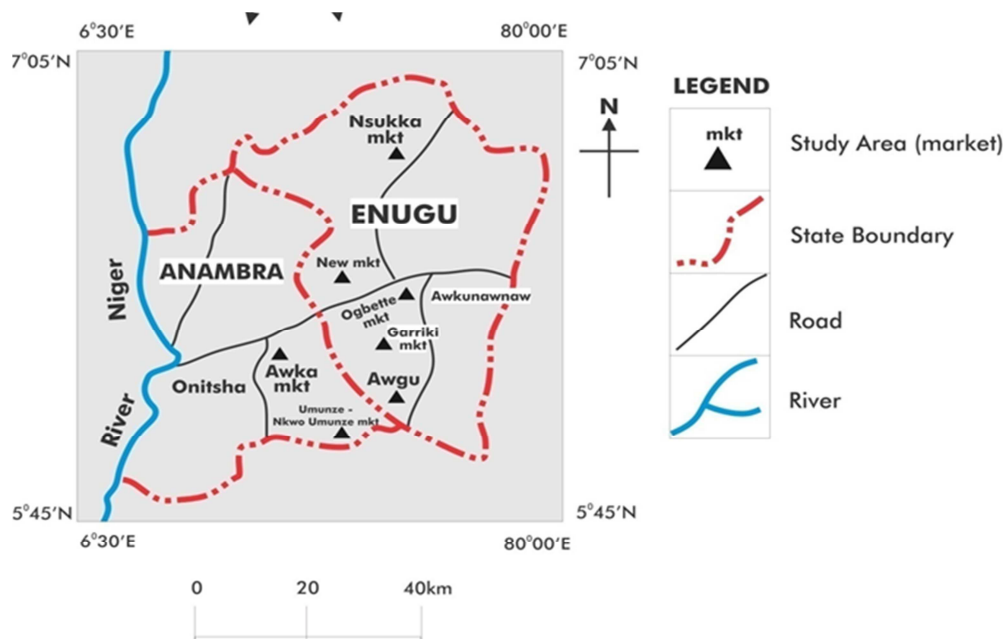 6°30'E 80°00'E
7°05'N 7°05'N
LEGEND
N
mkt
Study Area (market)
State Boundary
Road
River
Nsukka
mkt
ENUGU
ANAMBRA
New mkt
Ogbette
mkt
Awkunawnaw
Garriki
mkt
Niger
River
Onitsha
Awka
mkt
Awgu
Umunze -
Nkwo Umunze mkt
5°45'N 5°45'N
6°30'E 80°00'E
0 20 40km